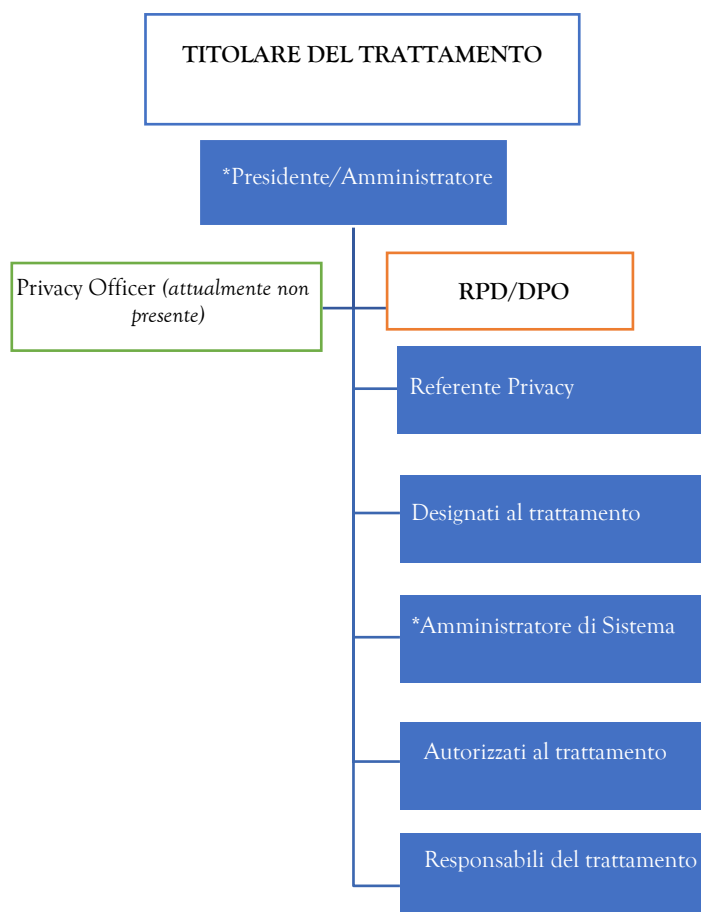 TITOLARE DEL TRATTAMENTO
*Presidente/Amministratore
Privacy Officer (attualmente non
presente)
RPD/DPO
Referente Privacy
Designati al trattamento
*Amministratore di Sistema
Autorizzati al trattamento
Responsabili del trattamento